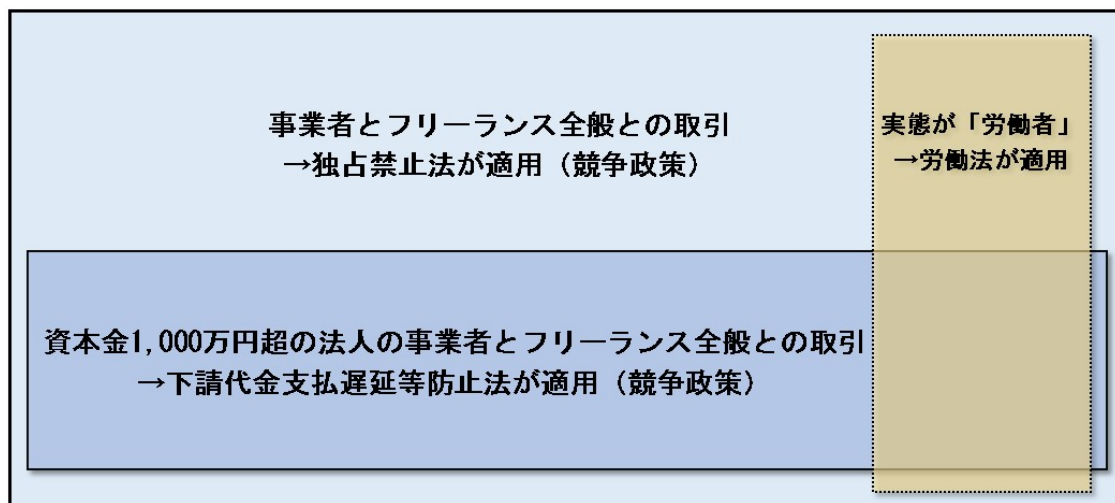 事業者とフリーランス全般との取引
→独占禁止法が適用（競争政策）
実態が「労働者」
→労働法が適用
資本金1,000万円超の法人の事業者とフリーランス全般との取引
→下請代金支払遅延等防止法が適用（競争政策）